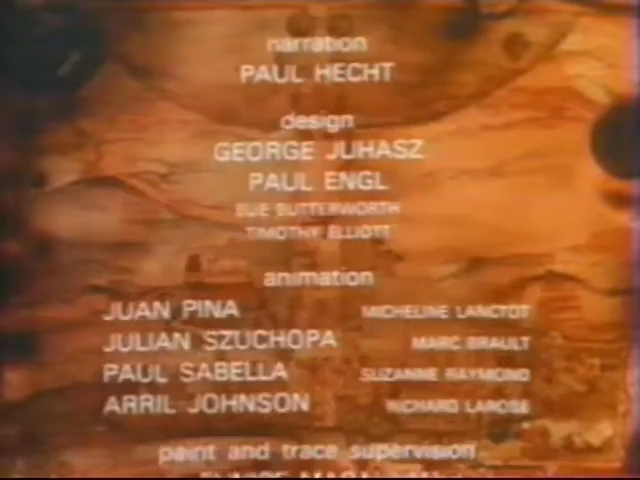 narration
PAUL HECHT
design
GEORGE JUHASZ
PAUL ENGL
SUE BUTTERWORTH
TIMOTHY ELLIOTT
animation
JUAN PINA MICHELINE LANCTOT
JULIAN SZUCHOPA MARC BRAULT
PAUL SABELLA SUZANNE RAYMOND
ARRIL JOHNSON RICHARD LAROSE
paint and trace supervision